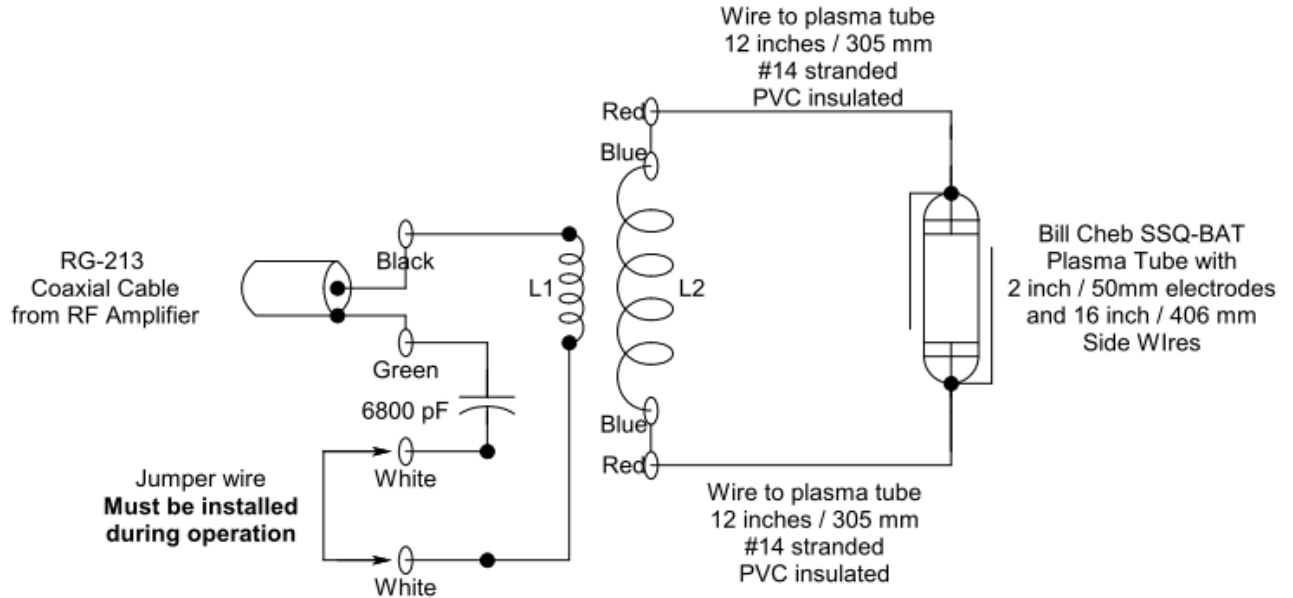 Wire to plasma tube
12 inches / 305 mm
#14 stranded
PVC insulated
Red
Blue
RG-213
Coaxial Cable
from RF Amplifier
Black
L1
L2
Bill Cheb SSQ-BAT
Plasma Tube with
2 inch / 50mm electrodes
and 16 inch / 406 mm
Side WIres
Green
6800 pF
Blue
Red
White
Jumper wire
Must be installed
during operation
White
Wire to plasma tube
12 inches / 305 mm
#14 stranded
PVC insulated